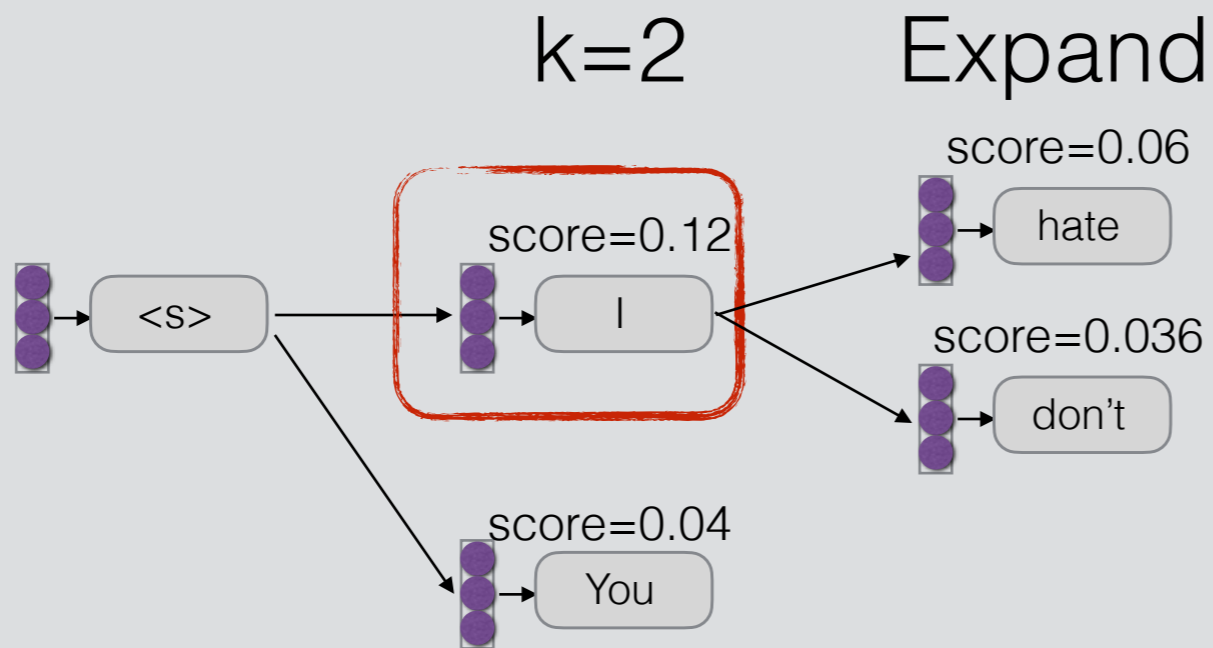 k=2
Expand
score=0.06
hate
score=0.12
<s>
I
score=0.036
don't
score=0.04
You